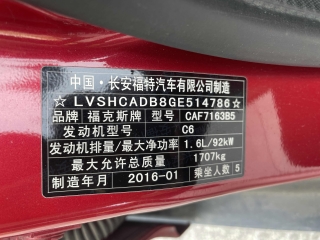 中国·长安福特汽车有限公司制造
☆LVSHCADB8GE514786☆
品牌 福克斯牌 型号 CAF7163B5
发动机型号 C6
发动机排量/最大净功率 1.6L/92kW
最大允许总质量 1707kg
制造年月 2016-01 乘坐人数 5